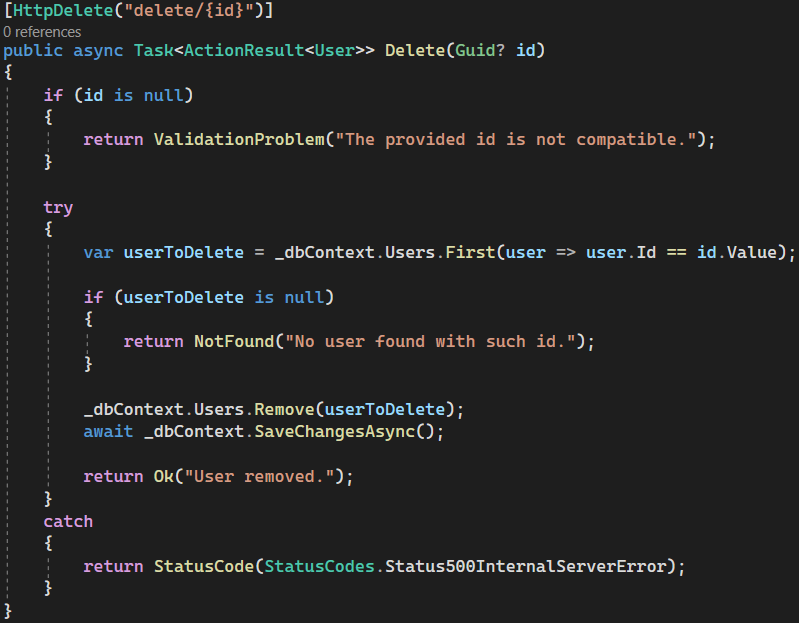 [HttpDelete("delete/{id}")]
0 references
public async Task<ActionResult<User>> Delete(Guid? id)
{
    if (id is null)
    {
        return ValidationProblem("The provided id is not compatible.");
    }

    try
    {
        var userToDelete = _dbContext.Users.First(user => user.Id == id.Value);

        if (userToDelete is null)
        {
            return NotFound("No user found with such id.");
        }

        _dbContext.Users.Remove(userToDelete);
        await _dbContext.SaveChangesAsync();

        return Ok("User removed.");
    }
    catch
    {
        return StatusCode(StatusCodes.Status500InternalServerError);
    }
}